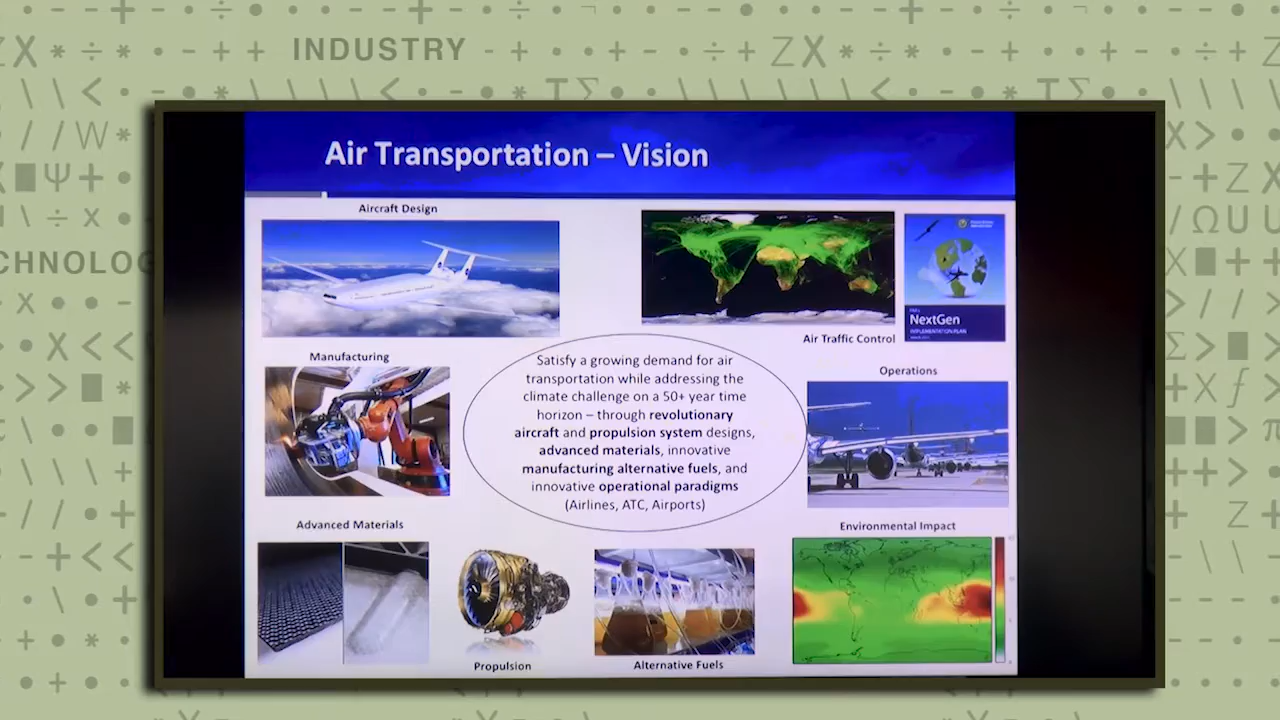 INDUSTRY
CHNOLOG
Air Transportation – Vision
Aircraft Design
Air Traffic Control
NextGen
IMPLEMENTATION PLAN
Manufacturing
Operations
Satisfy a growing demand for air
transportation while addressing the
climate challenge on a 50+ year time
horizon – through revolutionary
aircraft and propulsion system designs,
advanced materials, innovative
manufacturing alternative fuels, and
innovative operational paradigms
(Airlines, ATC, Airports)
Advanced Materials
Environmental Impact
Propulsion
Alternative Fuels